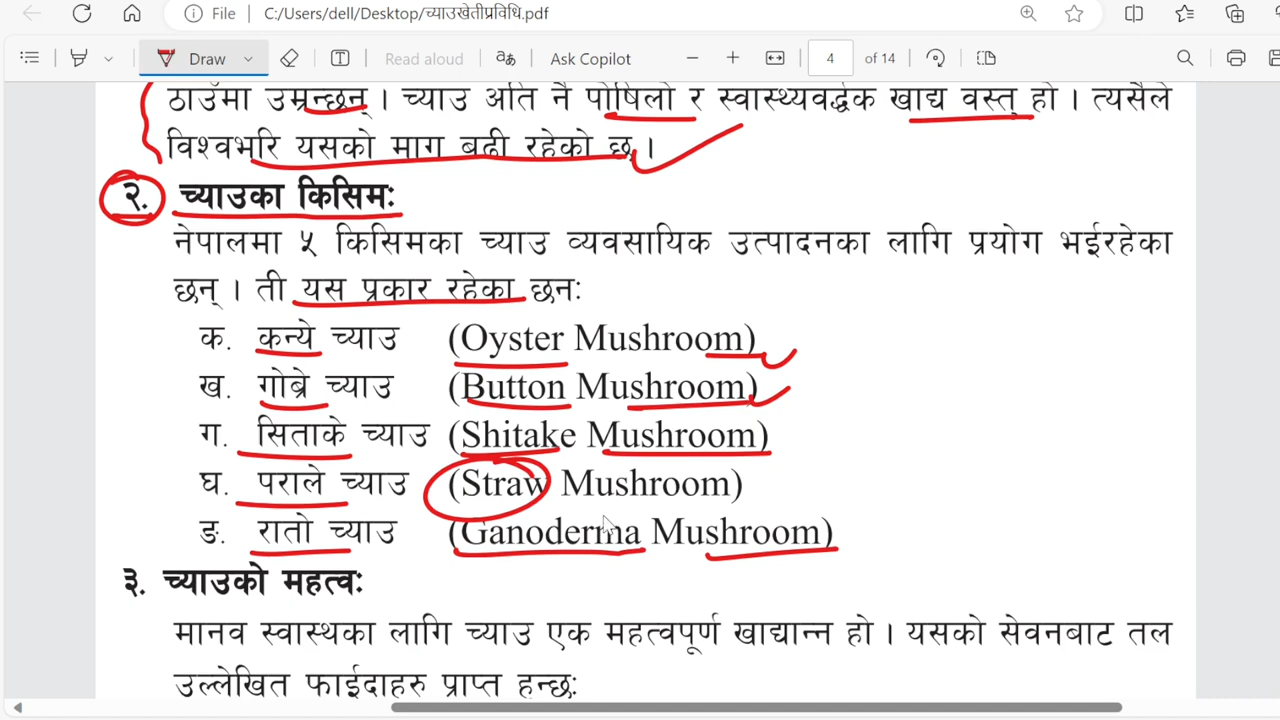 File C:/Users/dell/Desktop/च्याउखेतीप्रविधि.pdf
Draw Read aloud aあ Ask Copilot 4 of 14
ठाउँमा उम्रन्छन् । च्याउ अति नै पोषिलो र स्वास्थ्यवर्द्धक खाद्य वस्तु हो । त्यसैले
विश्वभरि यसको माग बढी रहेको छ ।
२. च्याउका किसिमः
नेपालमा ५ किसिमका च्याउ व्यवसायिक उत्पादनका लागि प्रयोग भईरहेका
छन् । ती यस प्रकार रहेका छनः
क. कन्ये च्याउ (Oyster Mushroom)
ख. गोब्रे च्याउ (Button Mushroom)
ग. सिताके च्याउ (Shitake Mushroom)
घ. पराले च्याउ (Straw Mushroom)
ङ. रातो च्याउ (Ganoderma Mushroom)
३. च्याउको महत्वः
मानव स्वास्थका लागि च्याउ एक महत्वपूर्ण खाद्यान्न हो । यसको सेवनबाट तल
उल्लेखित फाईदाहरु प्राप्त हुन्छः